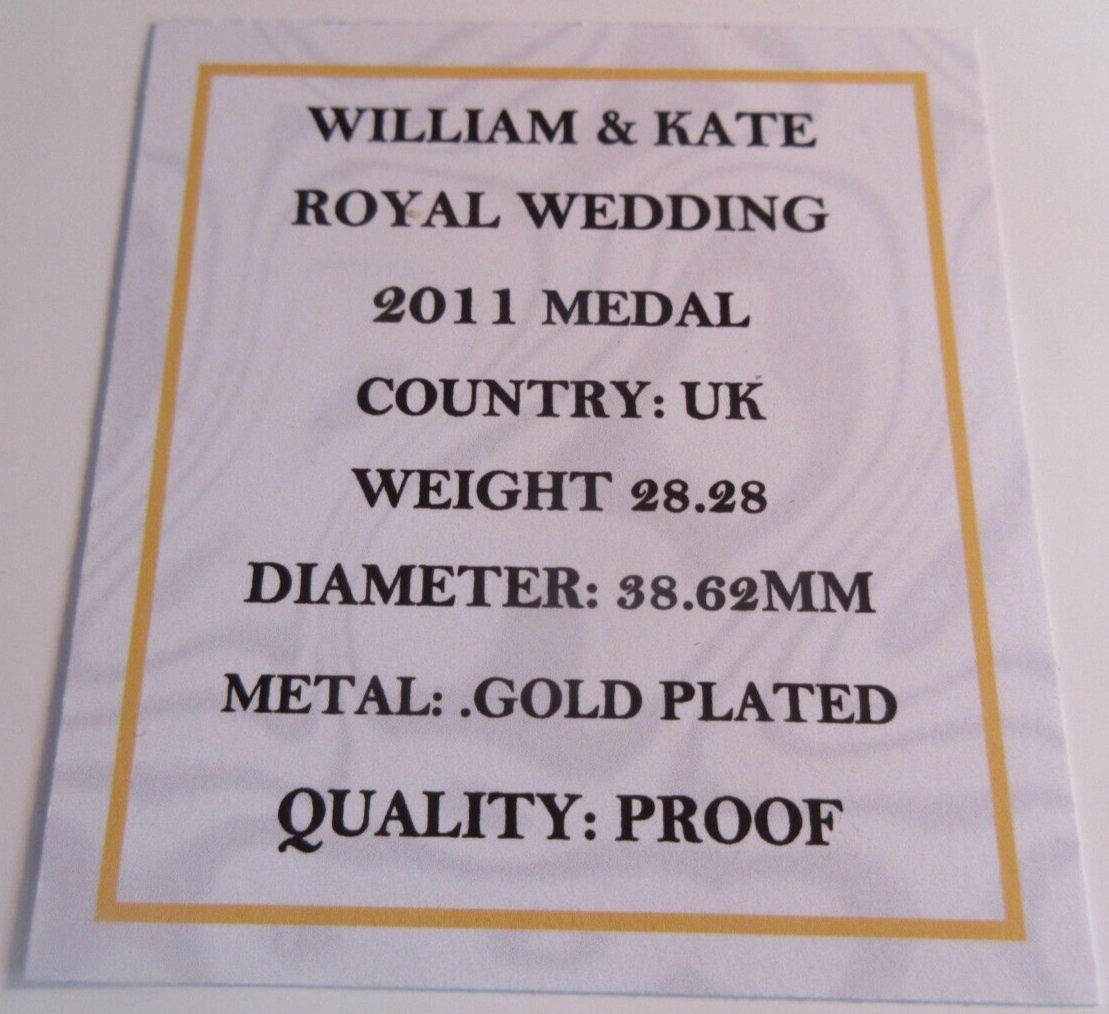 WILLIAM & KATE
ROYAL WEDDING
2011 MEDAL
COUNTRY: UK
WEIGHT 28.28
DIAMETER: 38.62MM
METAL: .GOLD PLATED
QUALITY: PROOF